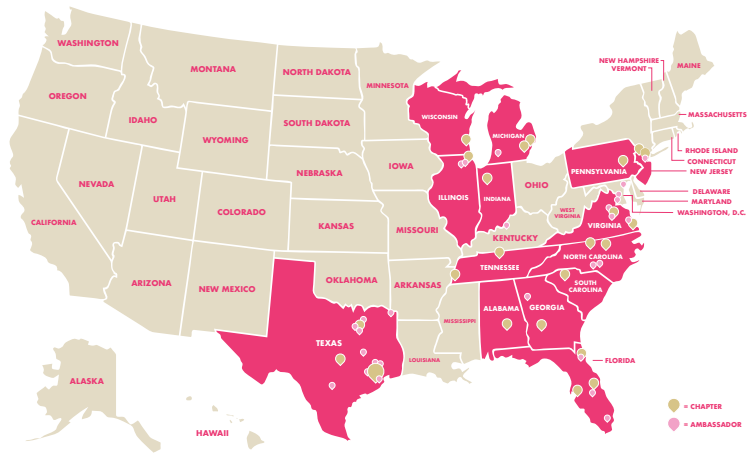 WASHINGTON
OREGON
CALIFORNIA
NEVADA
IDAHO
MONTANA
WYOMING
UTAH
ARIZONA
COLORADO
NEW MEXICO
NORTH DAKOTA
SOUTH DAKOTA
NEBRASKA
KANSAS
OKLAHOMA
TEXAS
MINNESOTA
IOWA
MISSOURI
ARKANSAS
LOUISIANA
WISCONSIN
ILLINOIS
MICHIGAN
INDIANA
OHIO
KENTUCKY
TENNESSEE
MISSISSIPPI
ALABAMA
GEORGIA
FLORIDA
SOUTH
CAROLINA
NORTH CAROLINA
VIRGINIA
WEST
VIRGINIA
PENNSYLVANIA
NEW HAMPSHIRE
VERMONT
MAINE
MASSACHUSETTS
RHODE ISLAND
CONNECTICUT
NEW JERSEY
DELAWARE
MARYLAND
WASHINGTON, D.C.
ALASKA
HAWAII
= CHAPTER
= AMBASSADOR